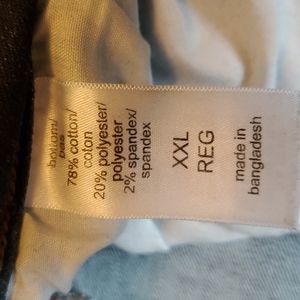 bottom/
bas
78% cotton/
coton
20% polyester/
polyester
2% spandex/
spandex
XXL
REG
made in
bangladesh